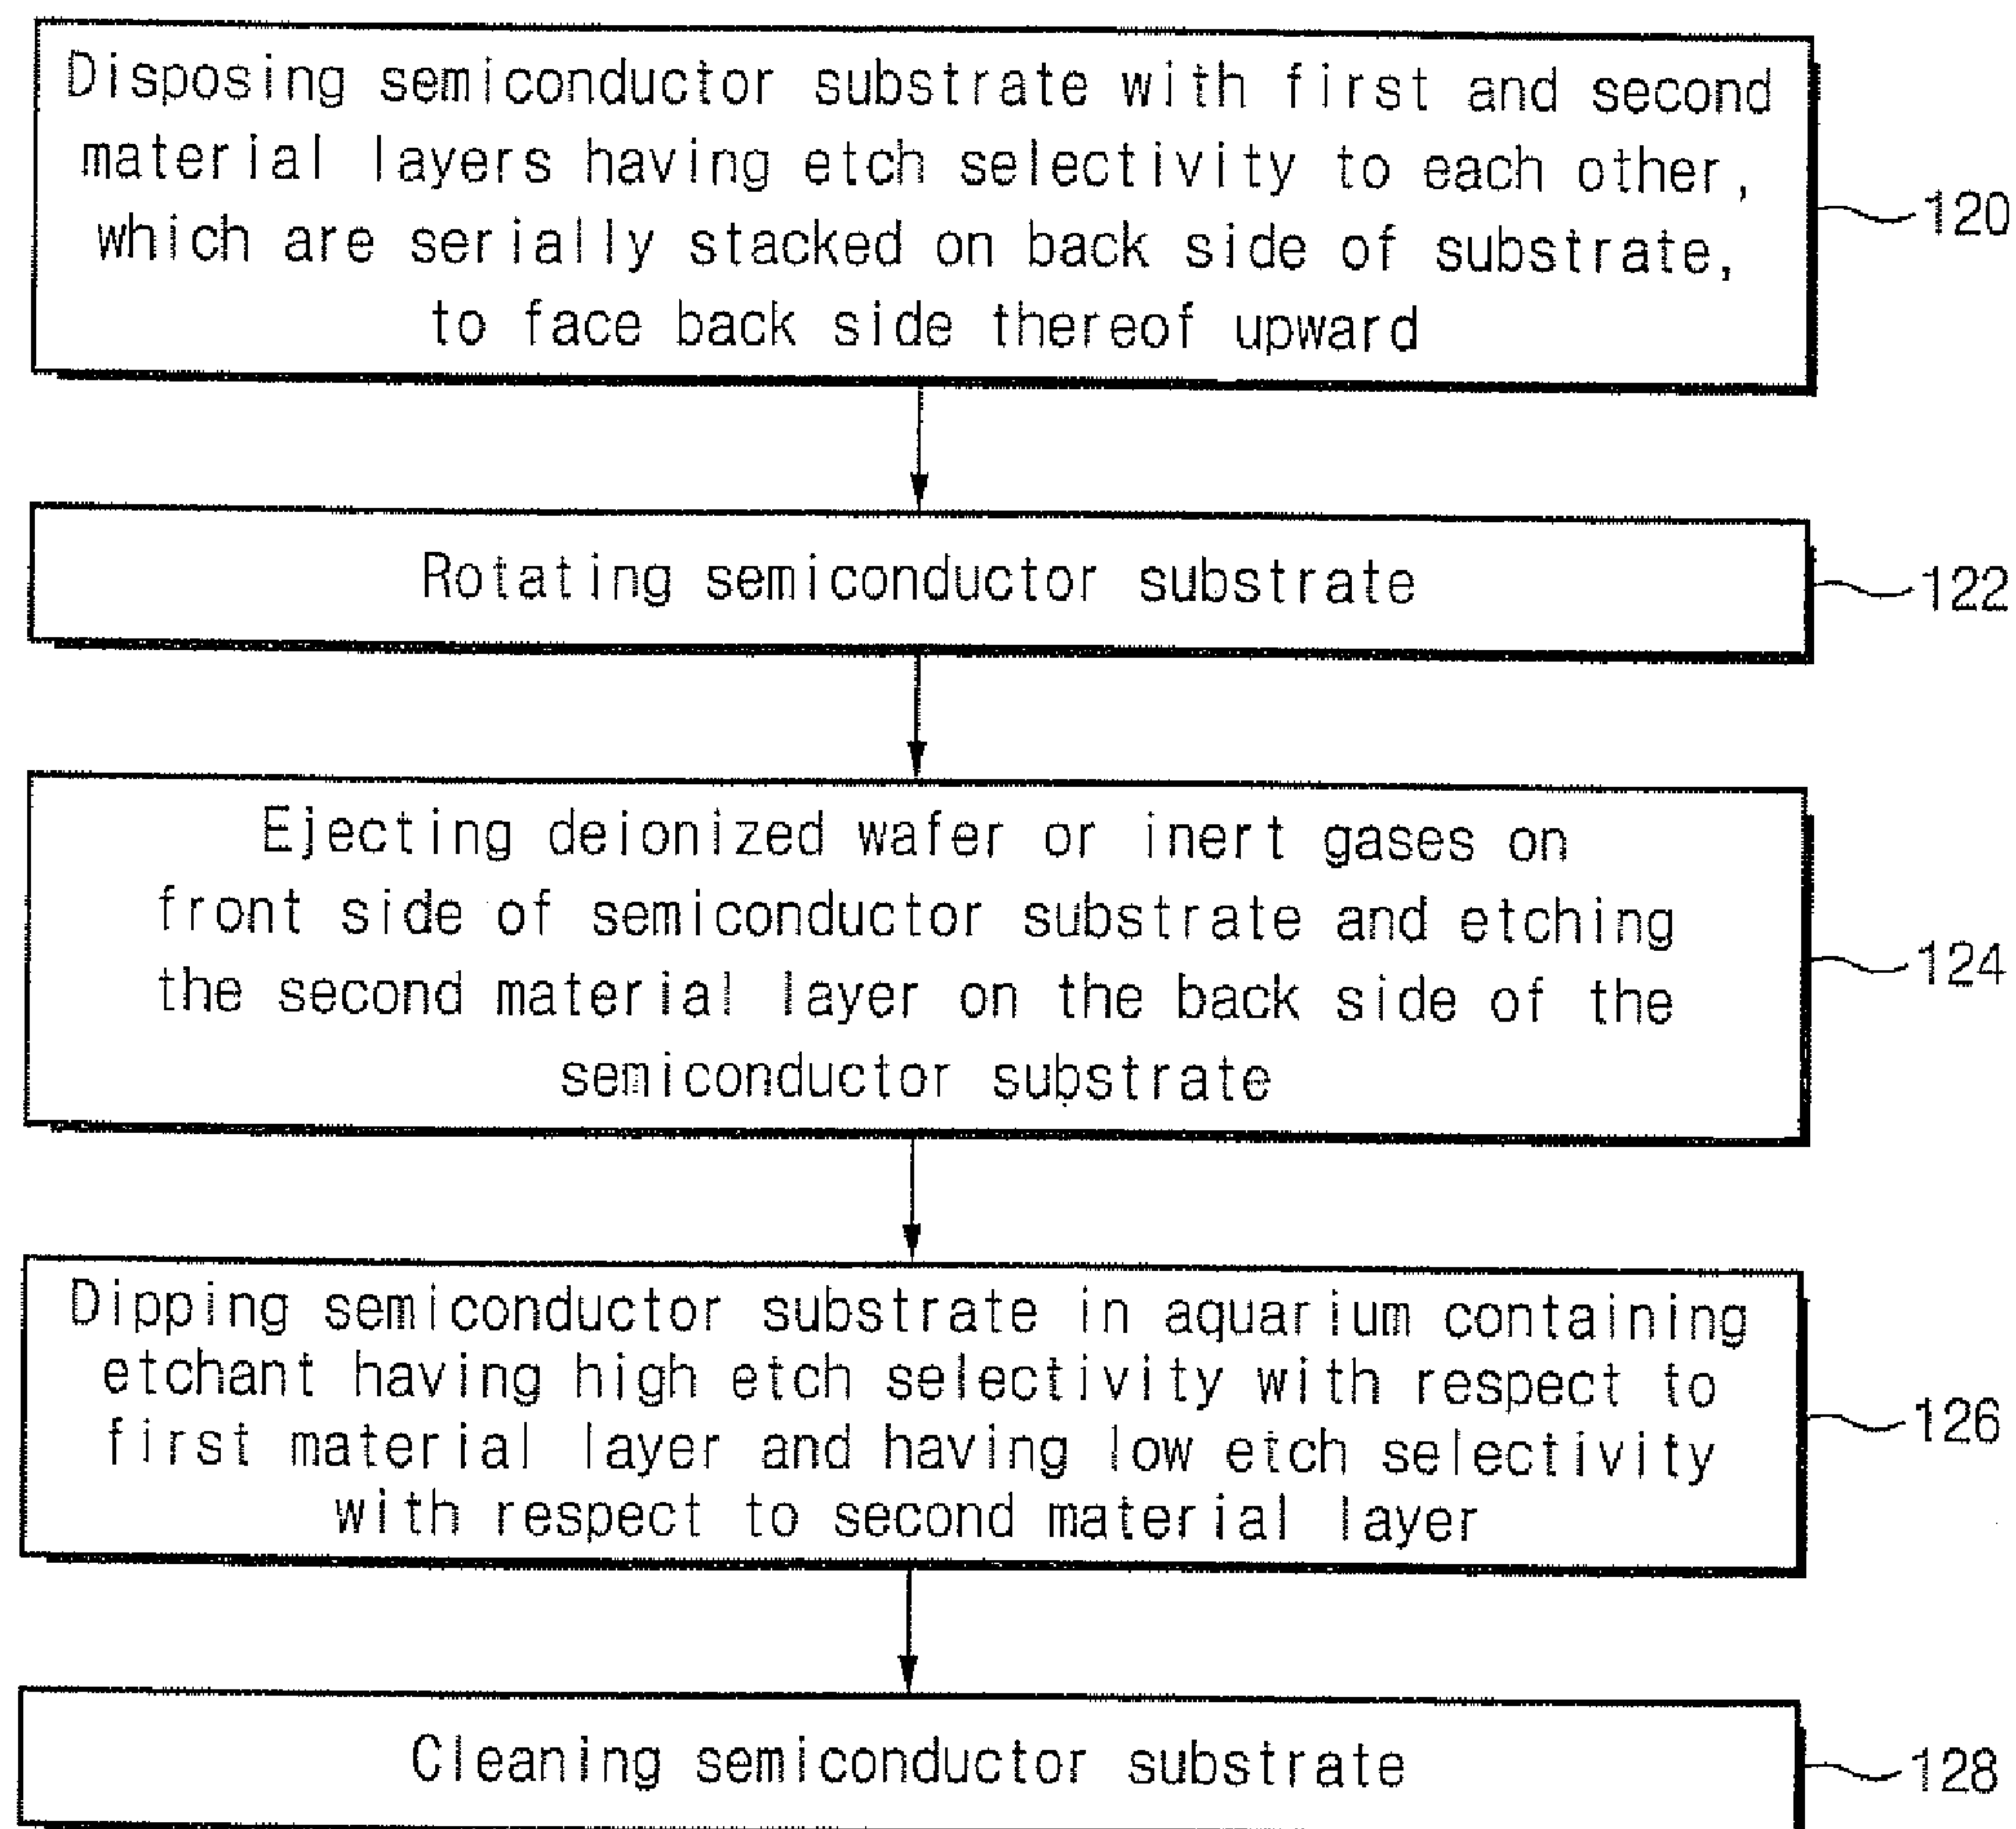 Disposing semiconductor substrate with first and second
material layers having etch selectivity to each other,
which are serially stacked on back side of substrate,
to face back side thereof upward
120
Rotating semiconductor substrate
122
Ejecting deionized wafer or inert gases on
front side of semiconductor substrate and etching
the second material layer on the back side of the
semiconductor substrate
124
Dipping semiconductor substrate in aquarium containing
etchant having high etch selectivity with respect to
first material layer and having low etch selectivity
with respect to second material layer
126
Cleaning semiconductor substrate
128